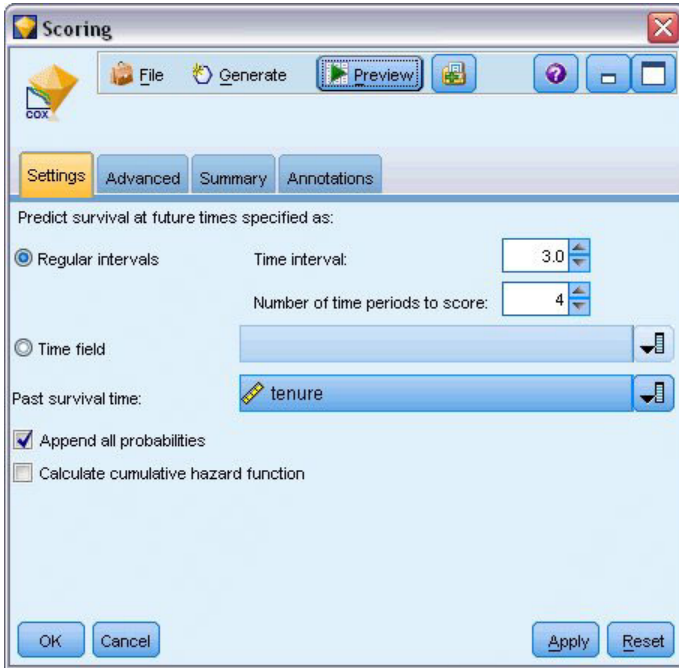 Scoring
File Generate Preview
COX
Settings Advanced Summary Annotations
Predict survival at future times specified as:
Regular intervals Time interval: 3.0
Number of time periods to score: 4
Time field
Past survival time: tenure
Append all probabilities
Calculate cumulative hazard function
OK Cancel Apply Reset